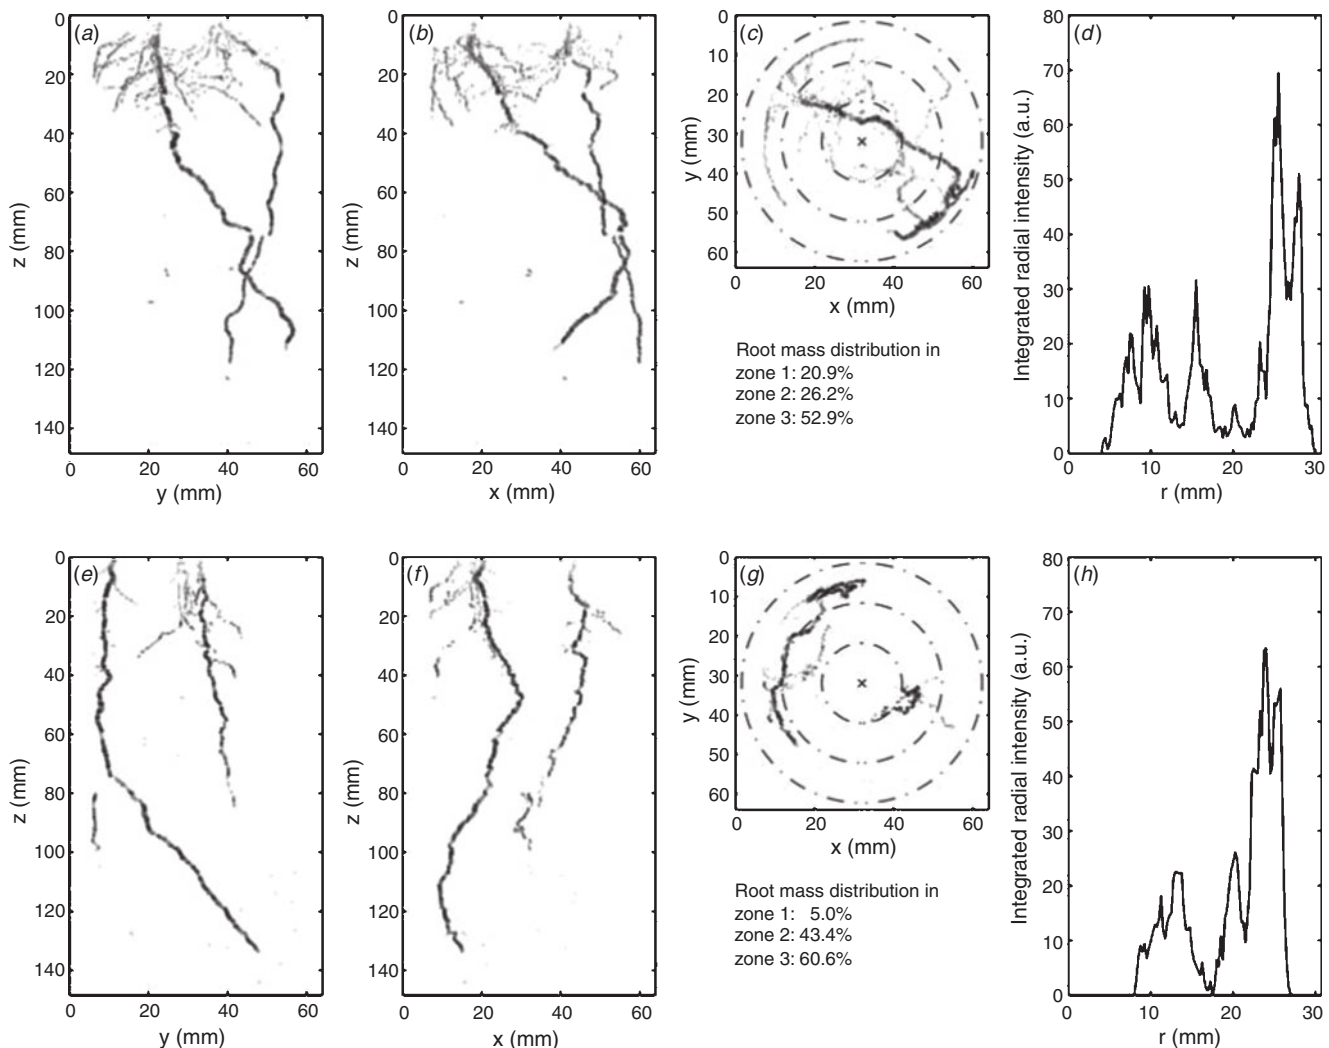 (a)
0
20
40
60
80
100
120
140
z (mm)
0 20 40 60
y (mm)
(b)
0
20
40
60
80
100
120
140
z (mm)
0 20 40 60
x (mm)
(c)
0
10
20
30
40
50
60
y (mm)
0 20 40 60
x (mm)
Root mass distribution in
zone 1: 20.9%
zone 2: 26.2%
zone 3: 52.9%
(d)
80
70
60
50
40
30
20
10
0
Integrated radial intensity (a.u.)
0 10 20 30
r (mm)
(e)
0
20
40
60
80
100
120
140
z (mm)
0 20 40 60
y (mm)
(f)
0
20
40
60
80
100
120
140
z (mm)
0 20 40 60
x (mm)
(g)
0
10
20
30
40
50
60
y (mm)
0 20 40 60
x (mm)
Root mass distribution in
zone 1: 5.0%
zone 2: 43.4%
zone 3: 60.6%
(h)
80
70
60
50
40
30
20
10
0
Integrated radial intensity (a.u.)
0 10 20 30
r (mm)